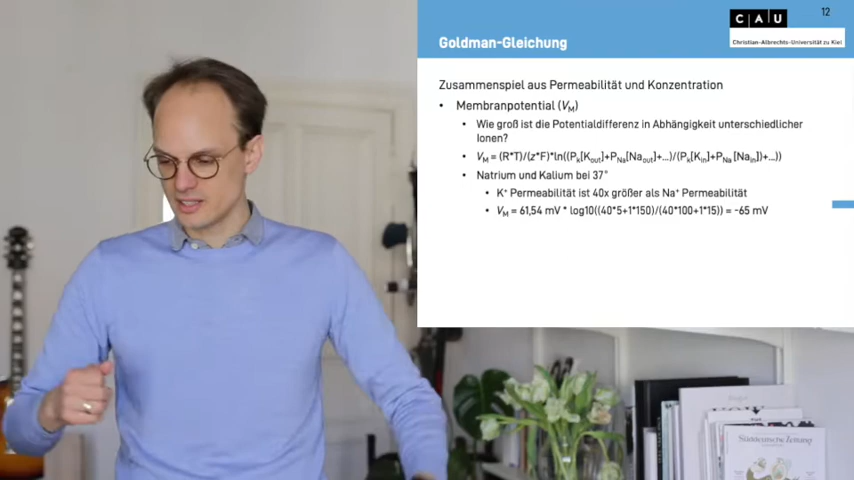 12
C A U
Christian-Albrechts-Universität zu Kiel
Goldman-Gleichung
Zusammenspiel aus Permeabilität und Konzentration
• Membranpotential (VM)
• Wie groß ist die Potentialdifferenz in Abhängigkeit unterschiedlicher
Ionen?
• VM = (R*T)/(z*F)*ln((Pk[Kout]+PNa[Naout]+...)/(Pk[Kin]+PNa [Nain])+...))
• Natrium und Kalium bei 37°
• K+ Permeabilität ist 40x größer als Na+ Permeabilität
• VM = 61,54 mV * log10((40*5+1*150)/(40*100+1*15)) = -65 mV
Süddeutsche Zeitung